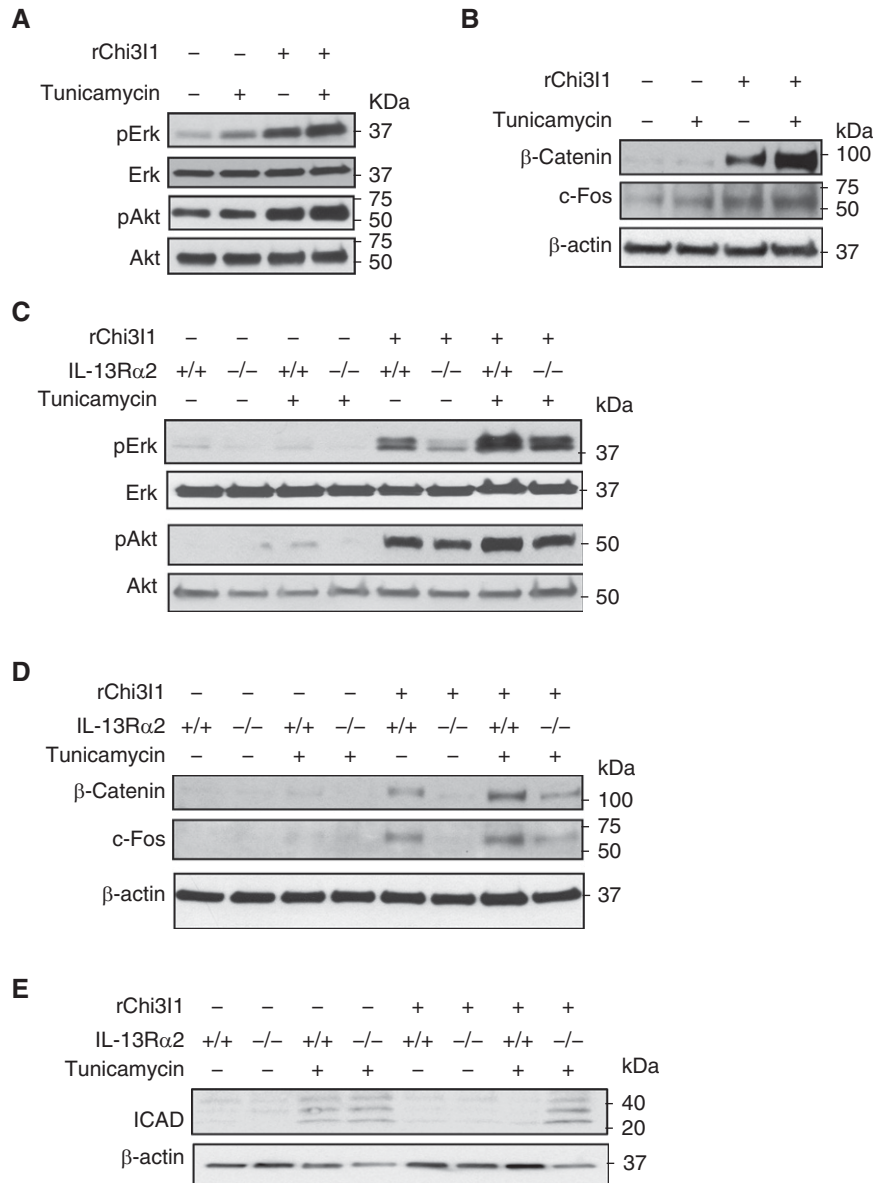 A
rChi3l1 – – + +
Tunicamycin – + – +
KDa
pErk 37
Erk 37
pAkt 75
50
Akt 75
50
B
rChi3l1 – – + +
Tunicamycin – + – +
kDa
β-Catenin 100
c-Fos 75
50
β-actin 37
C
rChi3l1 – – – – + + + +
IL-13Rα2 +/+ –/– +/+ –/– +/+ –/– +/+ –/–
Tunicamycin – – + + – – + +
kDa
pErk 37
Erk 37
pAkt 50
Akt 50
D
rChi3l1 – – – – + + + +
IL-13Rα2 +/+ –/– +/+ –/– +/+ –/– +/+ –/–
Tunicamycin – – + + – – + +
kDa
β-Catenin 100
c-Fos 75
50
β-actin 37
E
rChi3l1 – – – – + + + +
IL-13Rα2 +/+ –/– +/+ –/– +/+ –/– +/+ –/–
Tunicamycin – – + + – – + +
kDa
ICAD 40
20
β-actin 37